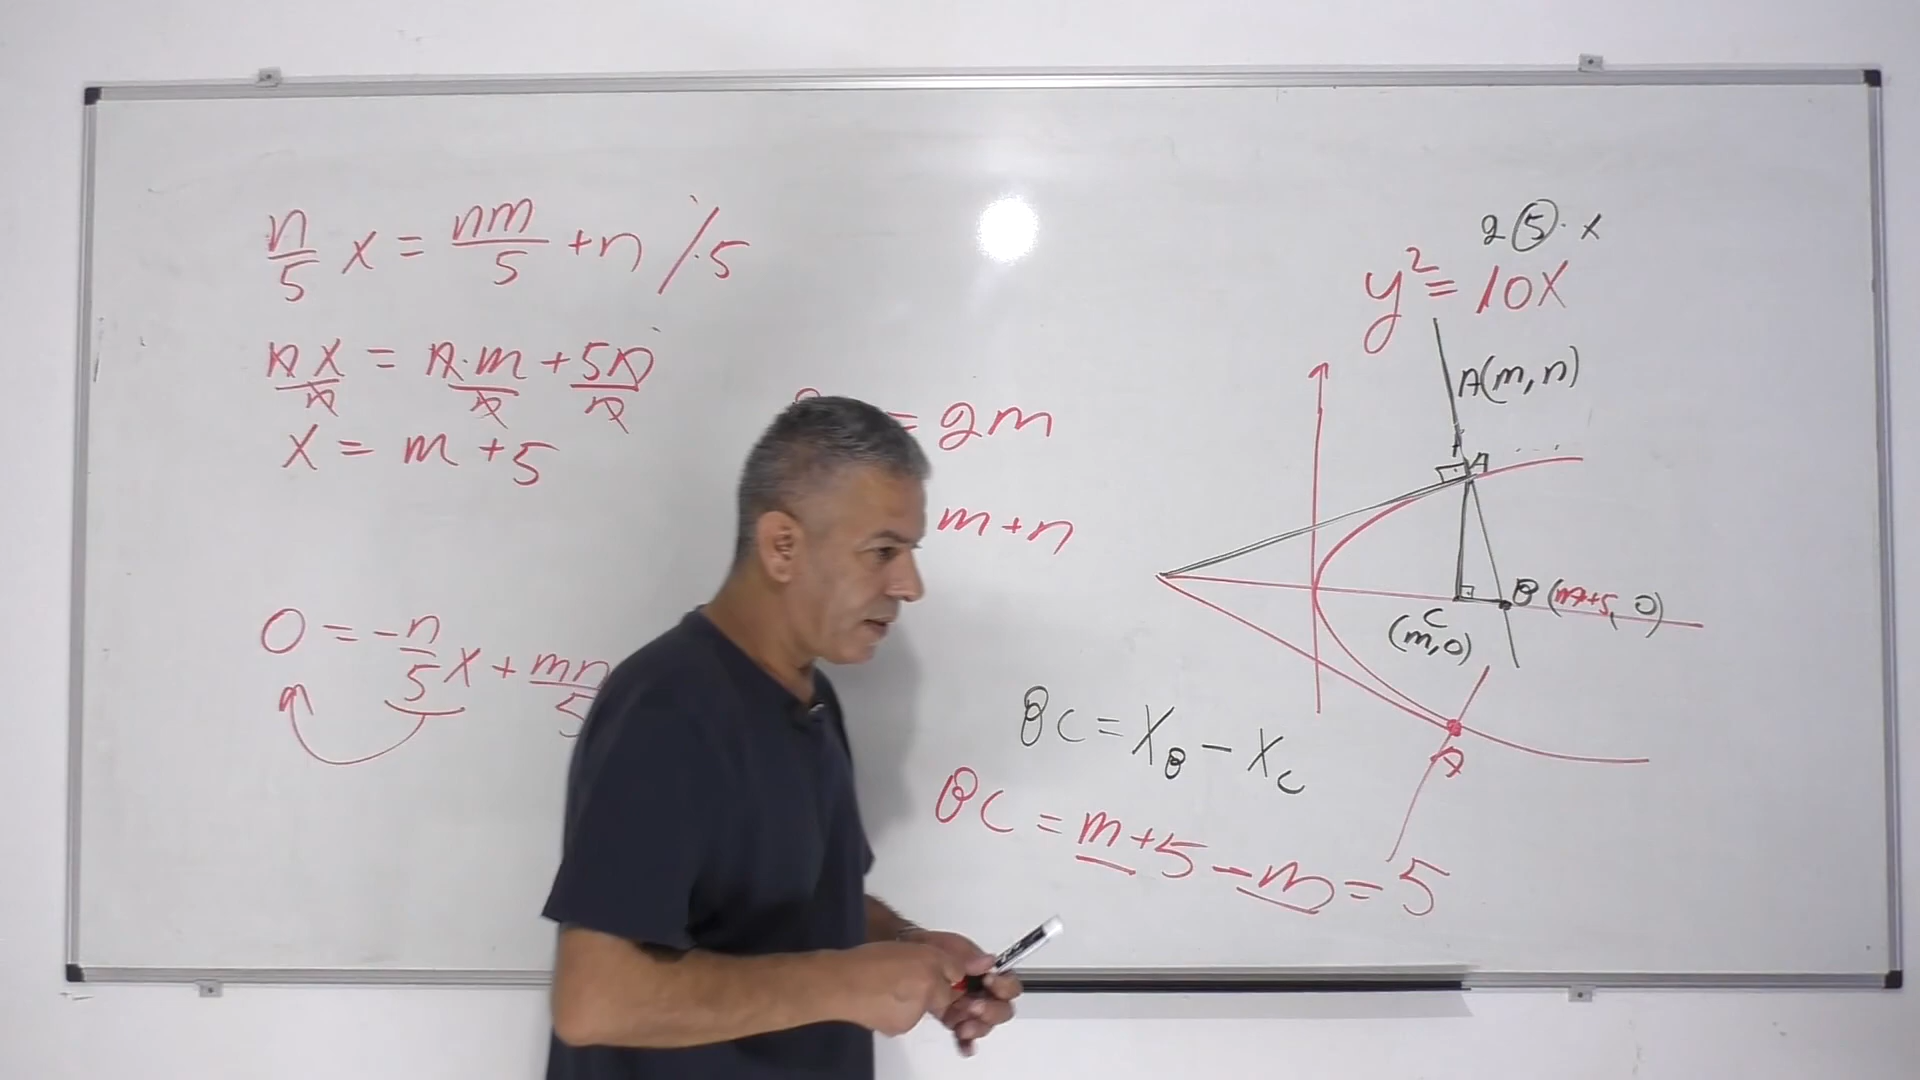 n/5 x = nm/5 + n /·5
nx/n = n·m/n + 5n/n
x = m + 5
0 = -n/5 x + mn/5
= 2m
m + n
2 5 · x
y² = 10x
A(m, n)
A
B (m+5, 0)
C
(m, 0)
A
BC = X_B - X_C
BC = m + 5 - m = 5